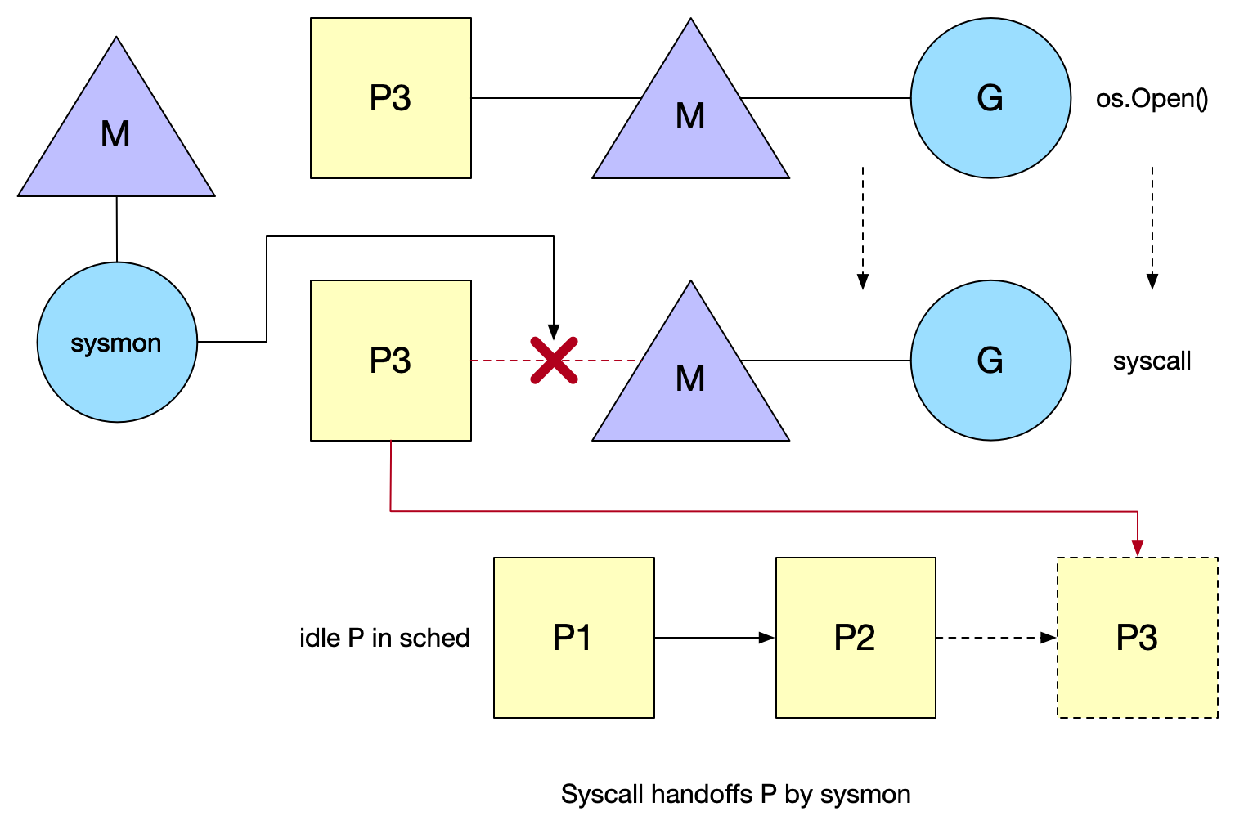 P3
M
G
os.Open()
M
sysmon
P3
M
G
syscall
idle P in sched
P1
P2
P3
Syscall handoffs P by sysmon